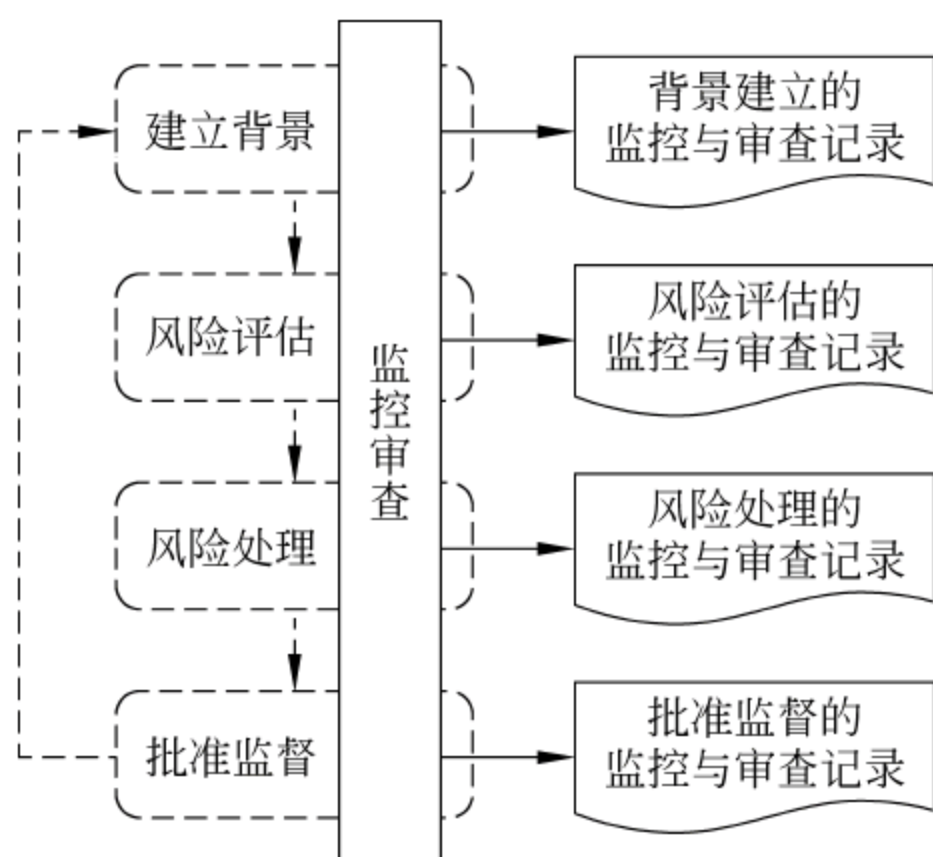 建立背景
背景建立的
监控与审查记录
风险评估
风险评估的
监控与审查记录
监控审查
风险处理
风险处理的
监控与审查记录
批准监督
批准监督的
监控与审查记录